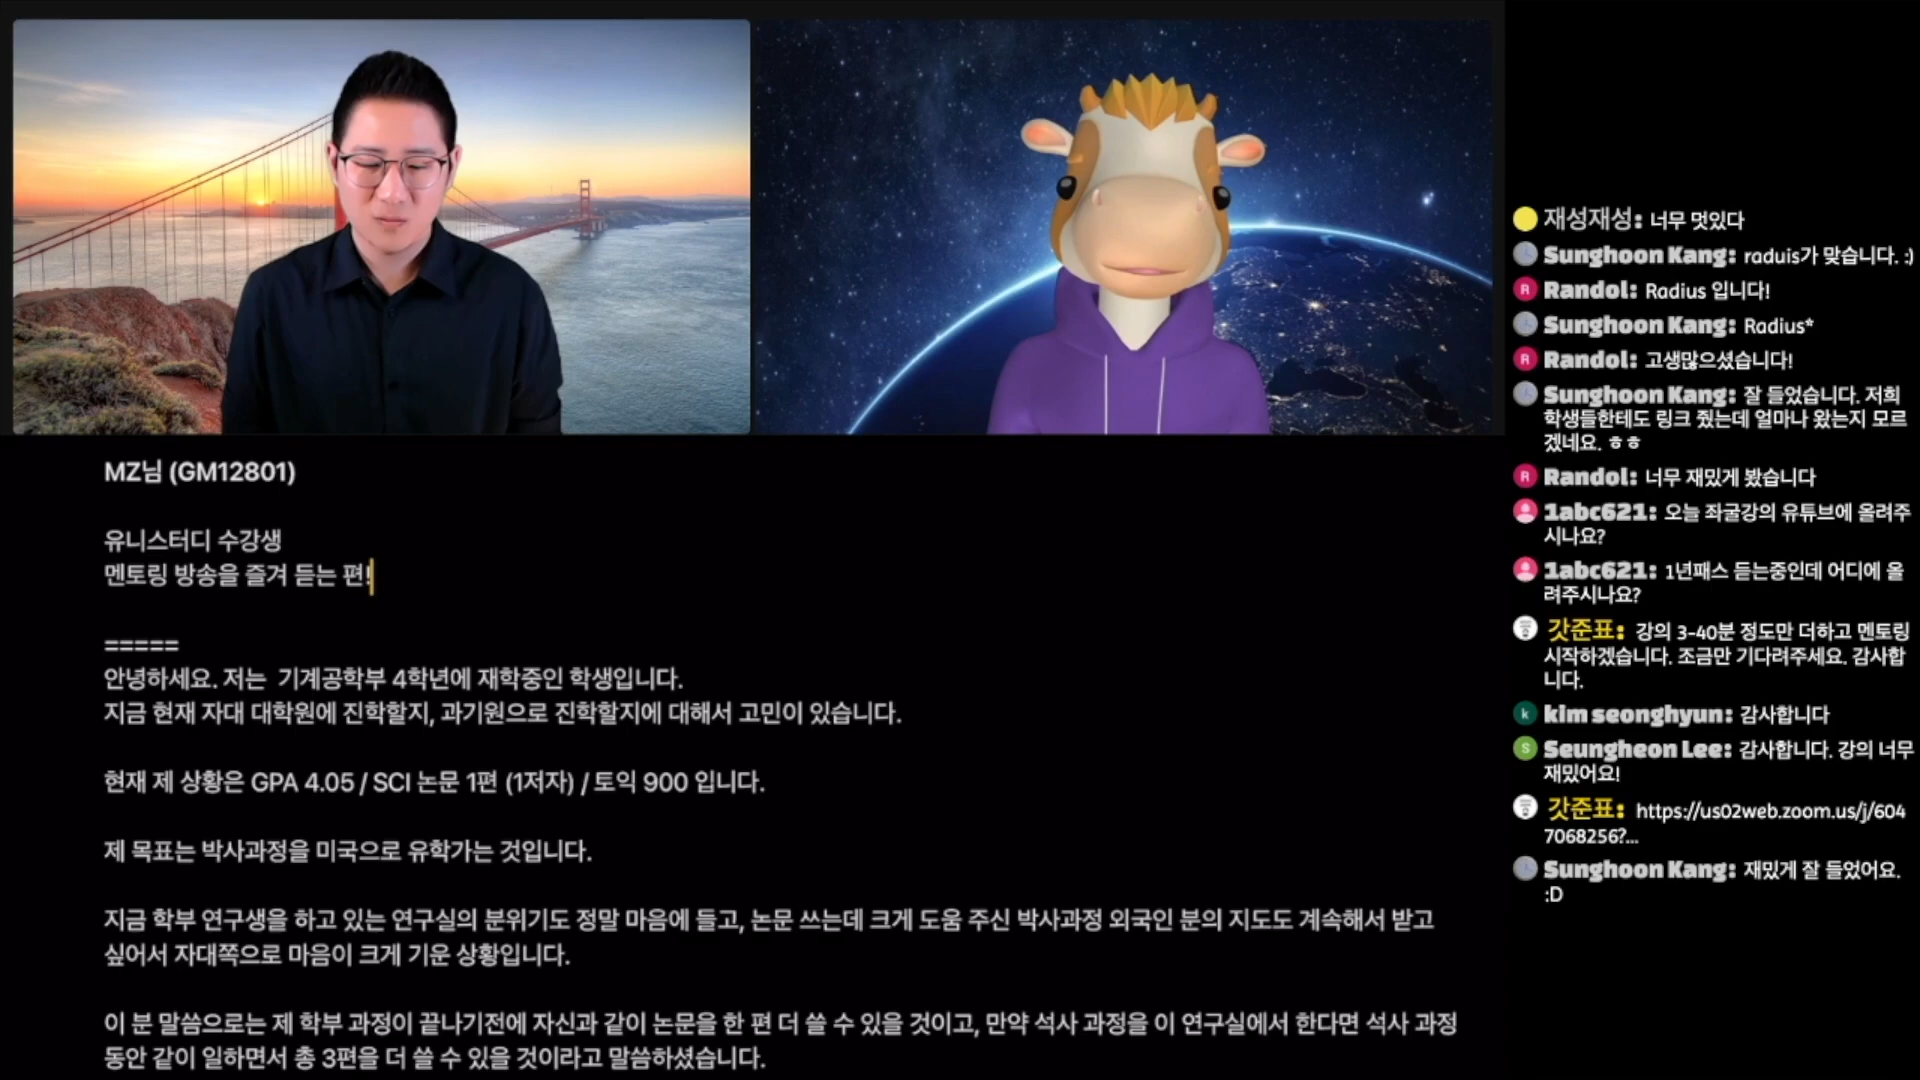 MZ님 (GM12801)
유니스터디 수강생
멘토링 방송을 즐겨 듣는 편!
=====
안녕하세요. 저는 기계공학부 4학년에 재학중인 학생입니다.
지금 현재 자대 대학원에 진학할지, 과기원으로 진학할지에 대해서 고민이 있습니다.
현재 제 상황은 GPA 4.05 / SCI 논문 1편 (1저자) / 토익 900 입니다.
제 목표는 박사과정을 미국으로 유학가는 것입니다.
지금 학부 연구생을 하고 있는 연구실의 분위기도 정말 마음에 들고, 논문 쓰는데 크게 도움 주신 박사과정 외국인 분의 지도도 계속해서 받고
싶어서 자대쪽으로 마음이 크게 기운 상황입니다.
이 분 말씀으로는 제 학부 과정이 끝나기전에 자신과 같이 논문을 한 편 더 쓸 수 있을 것이고, 만약 석사 과정을 이 연구실에서 한다면 석사 과정
동안 같이 일하면서 총 3편을 더 쓸 수 있을 것이라고 말씀하셨습니다.
재성재성: 너무 멋있다
Sunghoon Kang: raduis가 맞습니다. :)
R Randol: Radius 입니다!
Sunghoon Kang: Radius*
R Randol: 고생많으셨습니다!
Sunghoon Kang: 잘 들었습니다. 저희
학생들한테도 링크 줬는데 얼마나 왔는지 모르
겠네요. ㅎㅎ
R Randol: 너무 재밌게 봤습니다
1abc621: 오늘 좌굴강의 유튜브에 올려주
시나요?
1abc621: 1년패스 듣는중인데 어디에 올
려주시나요?
갓준표: 강의 3-40분 정도만 더하고 멘토링
시작하겠습니다. 조금만 기다려주세요. 감사합
니다.
k kim seonghyun: 감사합니다
S Seungheon Lee: 감사합니다. 강의 너무
재밌어요!
갓준표: https://us02web.zoom.us/j/604
7068256?...
Sunghoon Kang: 재밌게 잘 들었어요.
:D